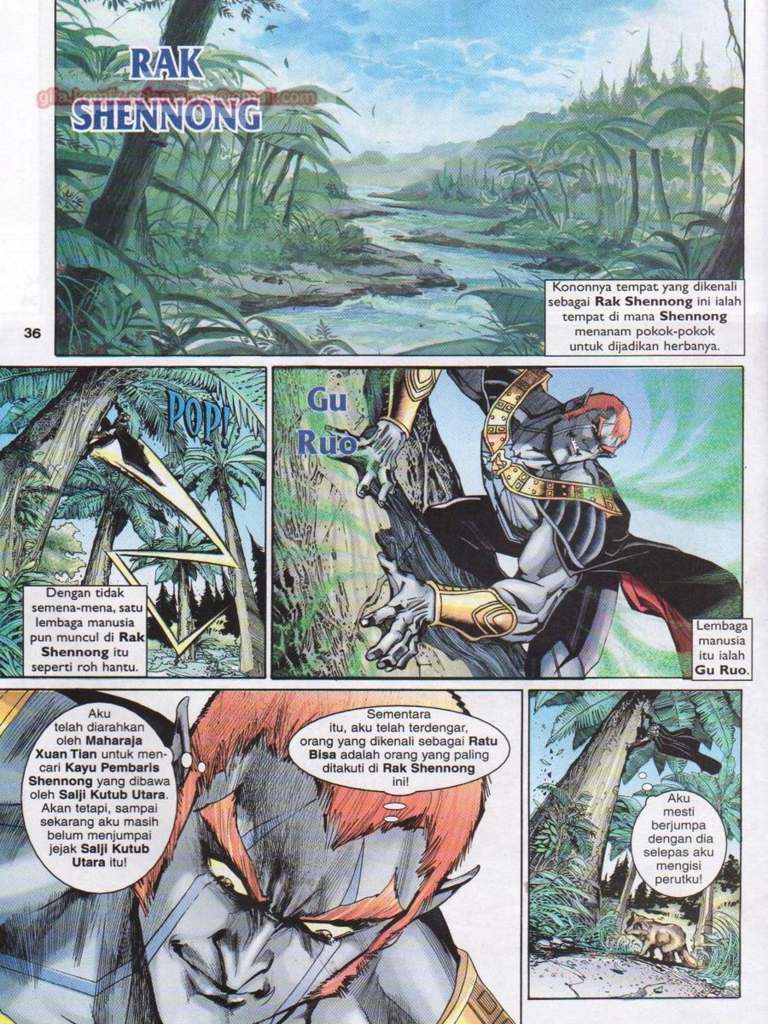 RAK
SHENNONG
Kononnya tempat yang dikenali
sebagai Rak Shennong ini ialah
tempat di mana Shennong
menanam pokok-pokok
untuk dijadikan herbanya.
36
POP!
Dengan tidak
semena-mena, satu
lembaga manusia
pun muncul di Rak
Shennong itu
seperti roh hantu.
Gu
Ruo
Lembaga
manusia
itu ialah
Gu Ruo.
Aku
telah diarahkan
oleh Maharaja
Xuan Tian untuk men-
cari Kayu Pembaris
Shennong yang dibawa
oleh Salji Kutub Utara.
Akan tetapi, sampai
sekarang aku masih
belum menjumpai
jejak Salji Kutub
Utara itu!
Sementara
itu, aku telah terdengar,
orang yang dikenali sebagai Ratu
Bisa adalah orang yang paling
ditakuti di Rak Shennong
ini!
Aku
mesti
berjumpa
dengan dia
selepas aku
mengisi
perutku!